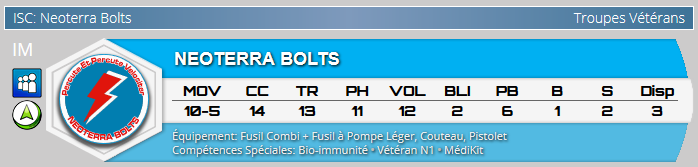 ISC: Neoterra Bolts Troupes Vétérans
IM
NEOTERRA BOLTS
Percute Et Percute Velociter
NEOTERRA BOLTS
MOV CC TR PH VOL BLI PB B S Disp
10-5 14 13 11 12 2 6 1 2 3
Équipement: Fusil Combi + Fusil à Pompe Léger, Couteau, Pistolet
Compétences Spéciales: Bio-immunité • Vétéran N1 • MédiKit